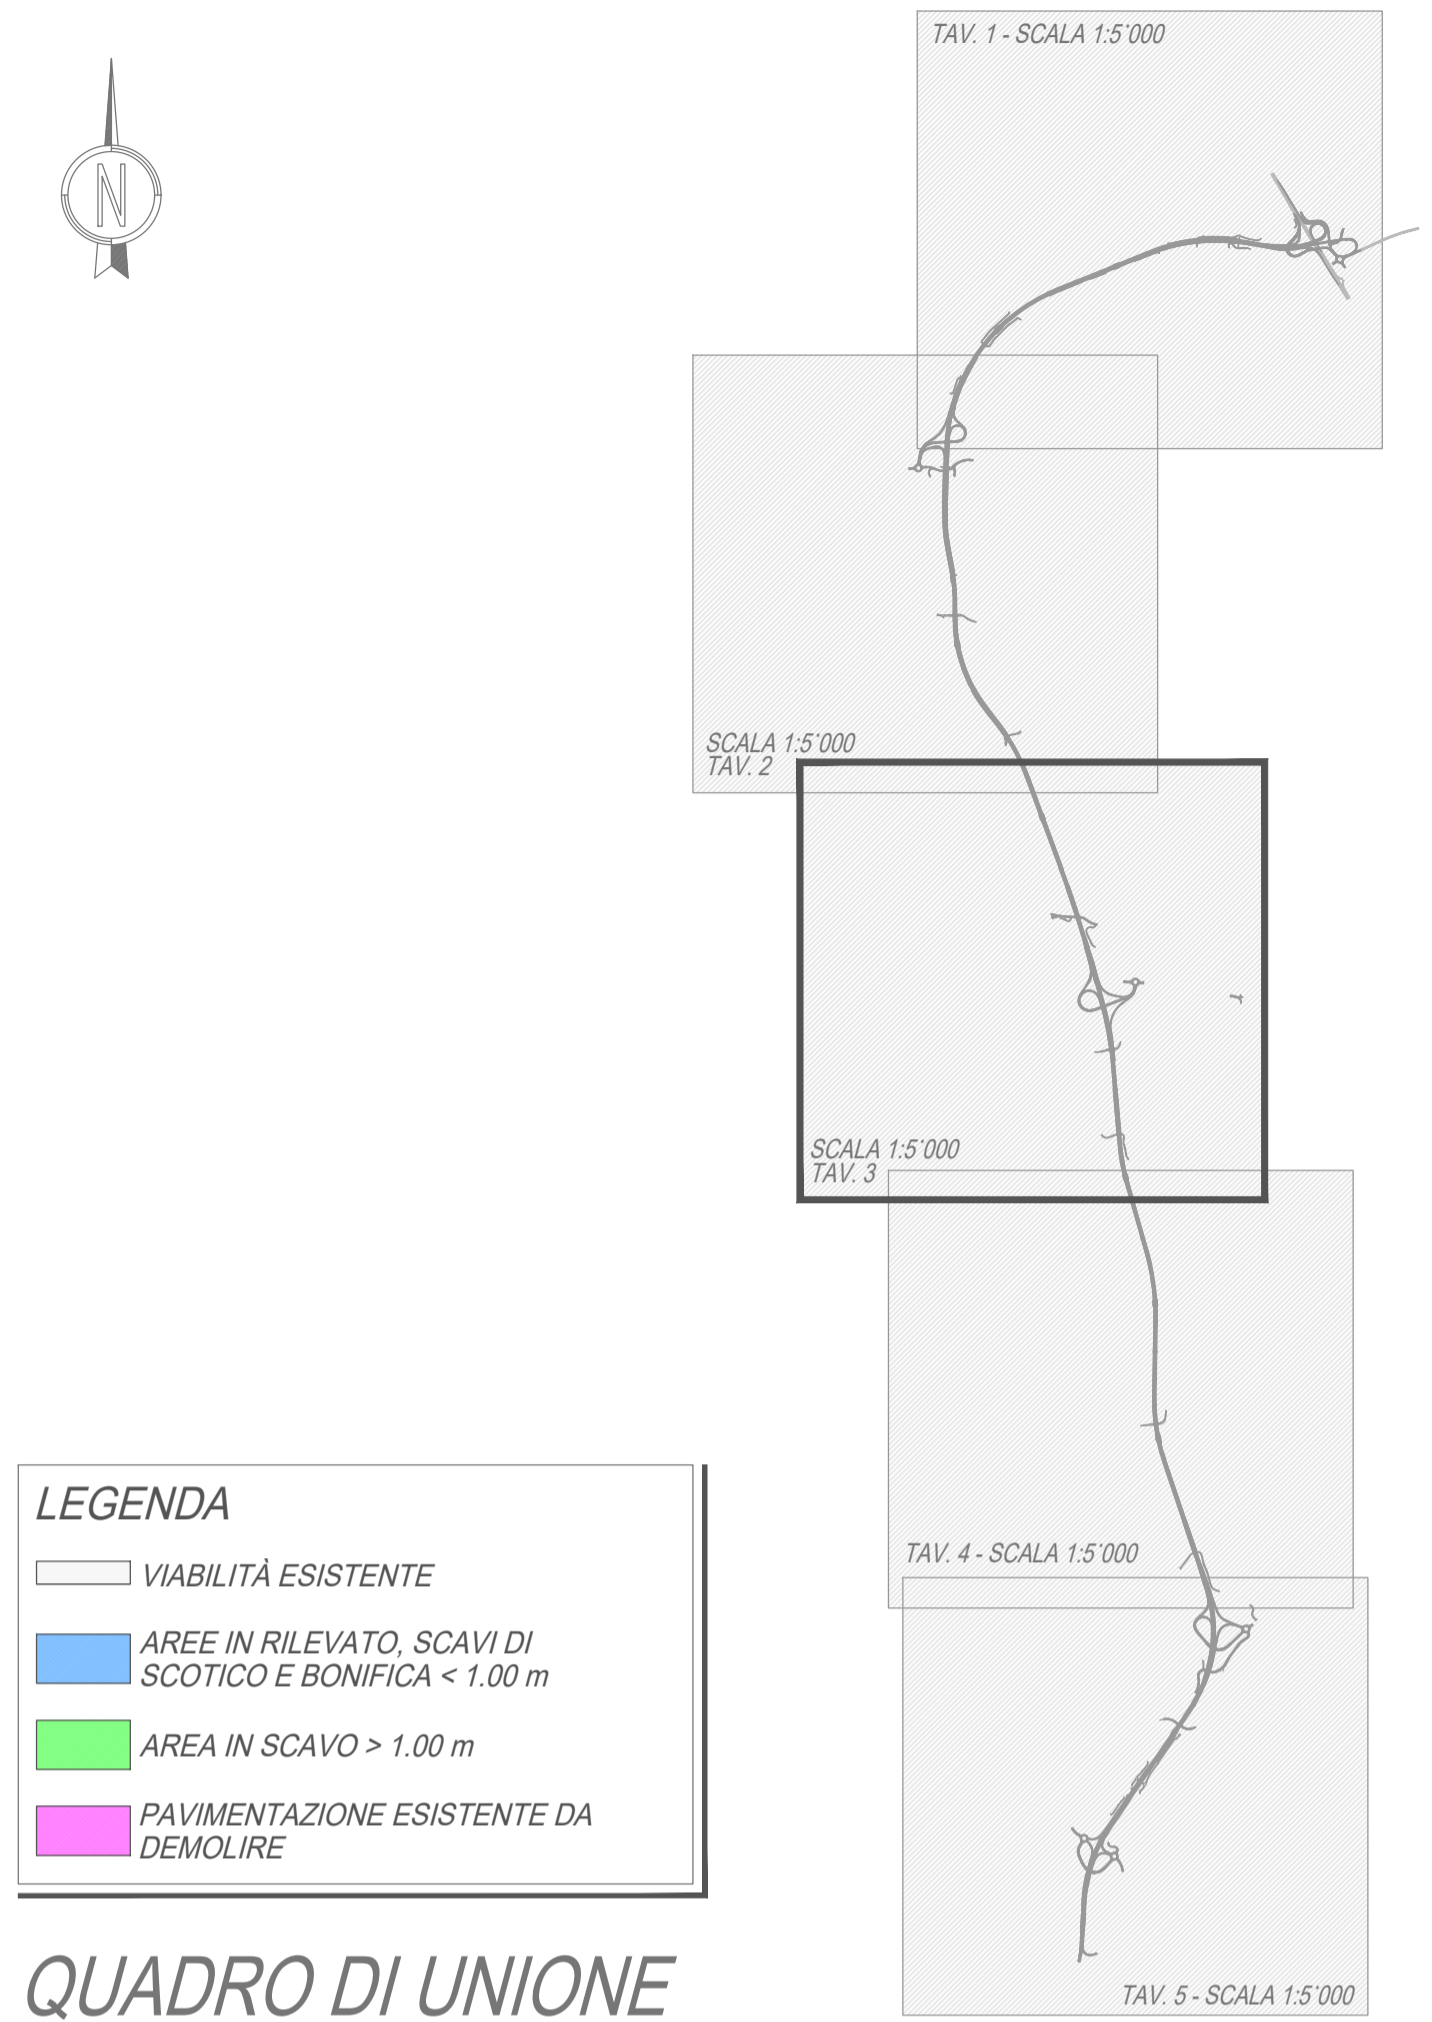 TAV. 1 - SCALA 1:5'000
N
SCALA 1:5'000
TAV. 2
SCALA 1:5'000
TAV. 3
TAV. 4 - SCALA 1:5'000
LEGENDA
VIABILITÀ ESISTENTE
AREE IN RILEVATO, SCAVI DI
SCOTICO E BONIFICA < 1.00 m
AREA IN SCAVO > 1.00 m
PAVIMENTAZIONE ESISTENTE DA
DEMOLIRE
QUADRO DI UNIONE
TAV. 5 - SCALA 1:5'000